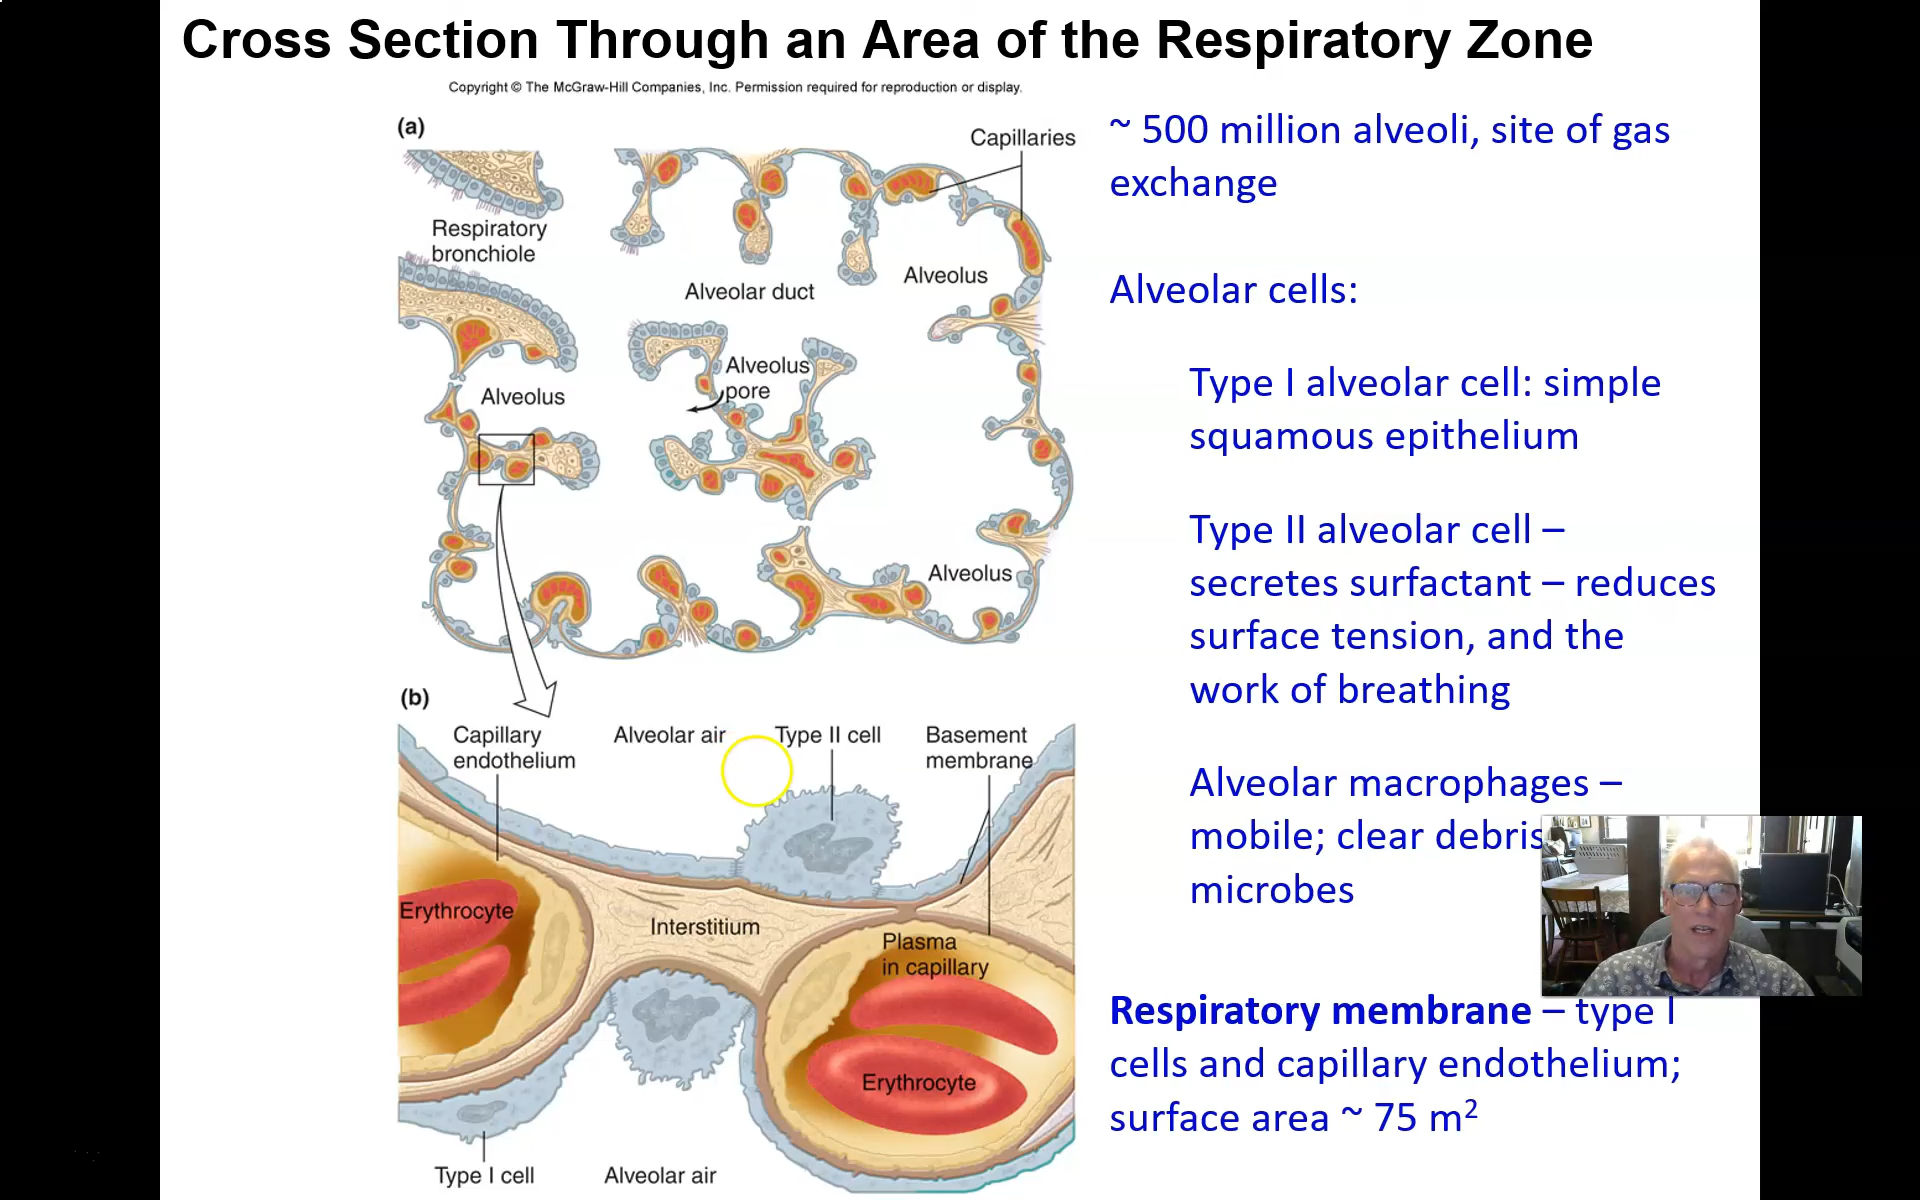 Cross Section Through an Area of the Respiratory Zone
Copyright © The McGraw-Hill Companies, Inc. Permission required for reproduction or display.
(a)
Capillaries
Respiratory
bronchiole
Alveolar duct
Alveolus
Alveolus
pore
Alveolus
Alveolus
(b)
Capillary
endothelium
Alveolar air
Type II cell
Basement
membrane
Erythrocyte
Interstitium
Plasma
in capillary
Erythrocyte
Type I cell
Alveolar air
~ 500 million alveoli, site of gas
exchange
Alveolar cells:
Type I alveolar cell: simple
squamous epithelium
Type II alveolar cell –
secretes surfactant – reduces
surface tension, and the
work of breathing
Alveolar macrophages –
mobile; clear debris
microbes
Respiratory membrane – type I
cells and capillary endothelium;
surface area ~ 75 m²